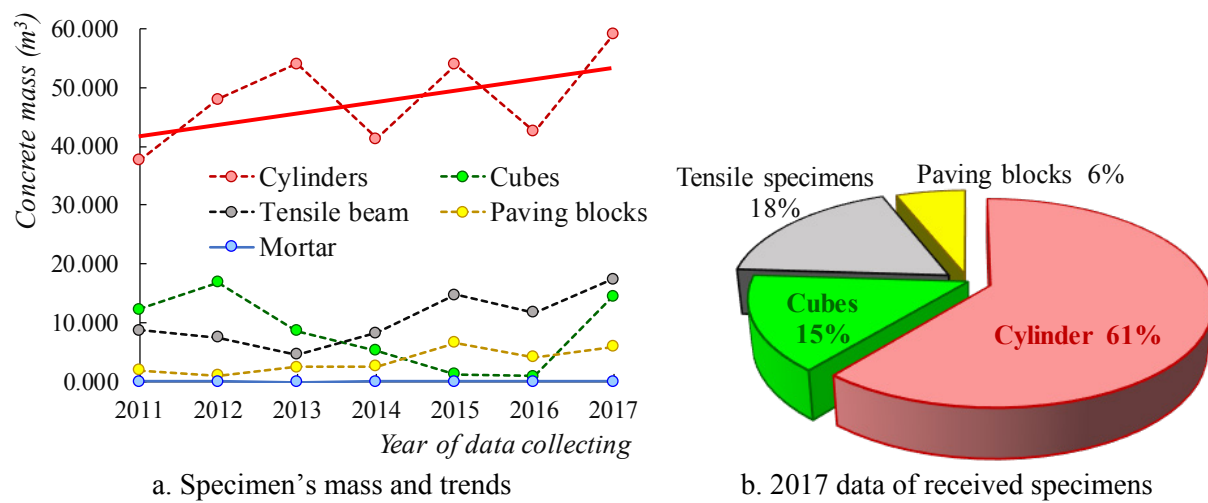 Concrete mass (m³)
60.000
50.000
40.000
30.000
20.000
10.000
0.000
Cylinders
Cubes
Tensile beam
Paving blocks
Mortar
2011 2012 2013 2014 2015 2016 2017
Year of data collecting
a. Specimen's mass and trends
Tensile specimens
18%
Paving blocks 6%
Cubes
15%
Cylinder 61%
b. 2017 data of received specimens